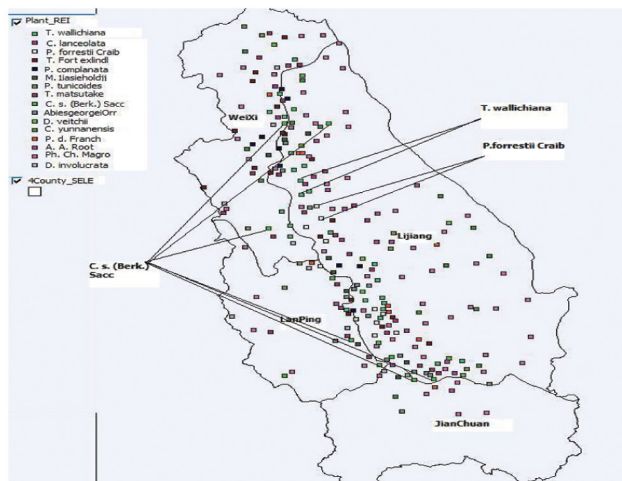 Plant_REI
T. wallichiana
C. lanceolata
P. forrestii Craib
T. Fort exlindl
P. complanata
M. Ilasieholdij
P. tunicoides
T. matsutake
C. s. (Berk.) Sacc
AbiesgeorgeiOrr
D. veitchii
C. yunnanensis
P. d. Franch
A. A. Root
Ph. Ch. Magro
D. involucrata
4County_SELE
WeiXi
T. wallichiana
P.forrestii Craib
Lijiang
C. s. (Berk.)
Sacc
LanPing
JianChuan